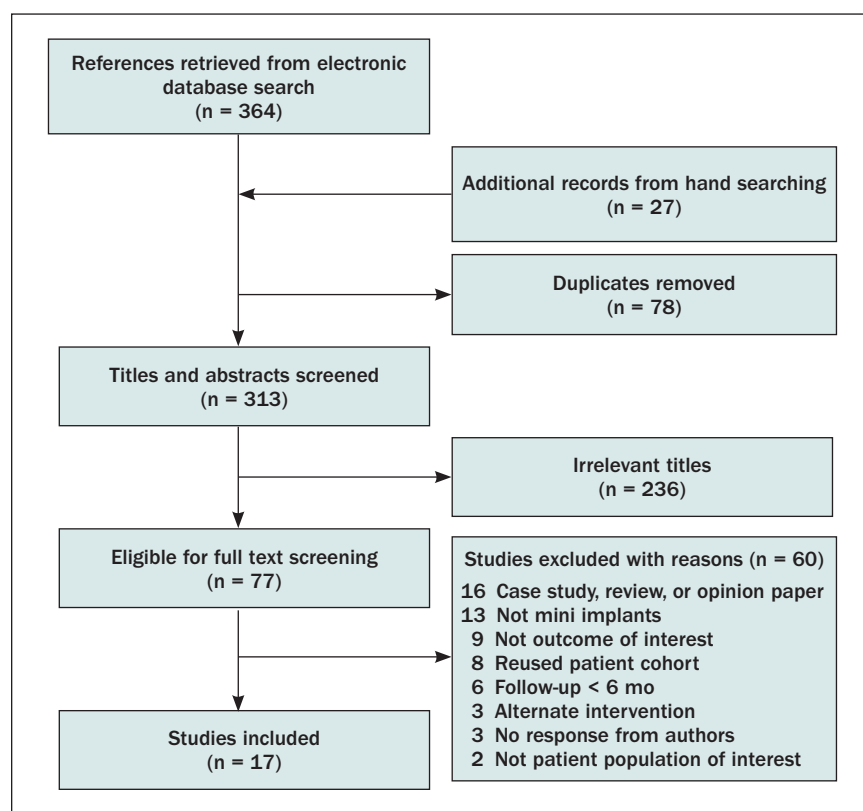 References retrieved from electronic
database search
(n = 364)
Additional records from hand searching
(n = 27)
Duplicates removed
(n = 78)
Titles and abstracts screened
(n = 313)
Irrelevant titles
(n = 236)
Eligible for full text screening
(n = 77)
Studies excluded with reasons (n = 60)
16 Case study, review, or opinion paper
13 Not mini implants
9 Not outcome of interest
8 Reused patient cohort
6 Follow-up < 6 mo
3 Alternate intervention
3 No response from authors
2 Not patient population of interest
Studies included
(n = 17)